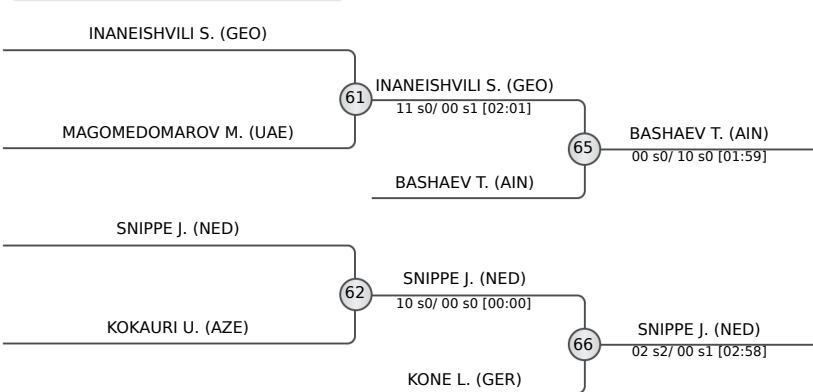 INANEISHVILI S. (GEO)
61
INANEISHVILI S. (GEO)
11 s0/ 00 s1 [02:01]
MAGOMEDOMAROV M. (UAE)
65
BASHAEV T. (AIN)
00 s0/ 10 s0 [01:59]
BASHAEV T. (AIN)
SNIPPE J. (NED)
62
SNIPPE J. (NED)
10 s0/ 00 s0 [00:00]
KOKAURI U. (AZE)
66
SNIPPE J. (NED)
02 s2/ 00 s1 [02:58]
KONE L. (GER)